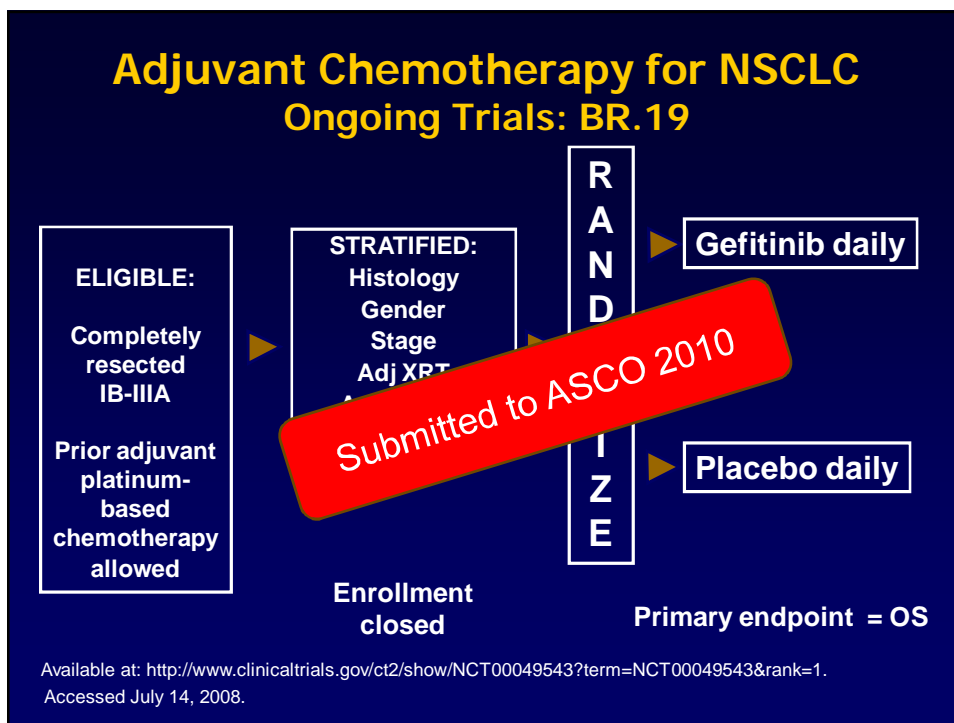 Adjuvant Chemotherapy for NSCLC
Ongoing Trials: BR.19
ELIGIBLE:
Completely
resected
IB-IIIA
Prior adjuvant
platinum-
based
chemotherapy
allowed
STRATIFIED:
Histology
Gender
Stage
Adj XRT
Enrollment
closed
R
A
N
D
I
Z
E
Submitted to ASCO 2010
Gefitinib daily
Placebo daily
Primary endpoint = OS
Available at: http://www.clinicaltrials.gov/ct2/show/NCT00049543?term=NCT00049543&rank=1.
Accessed July 14, 2008.